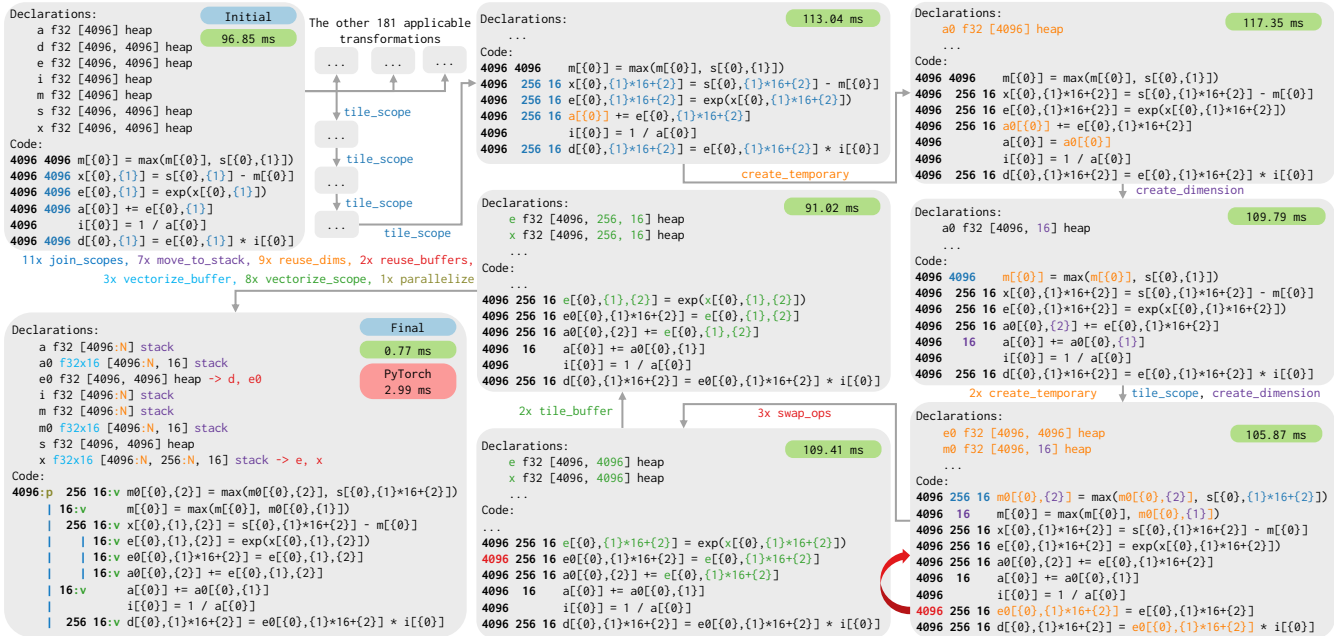 Initial
96.85 ms
Declarations:
a f32 [4096] heap
d f32 [4096, 4096] heap
e f32 [4096, 4096] heap
i f32 [4096] heap
m f32 [4096] heap
s f32 [4096, 4096] heap
x f32 [4096, 4096] heap
Code:
4096 4096 m[{0}] = max(m[{0}], s[{0},{1}])
4096 4096 x[{0},{1}] = s[{0},{1}] - m[{0}]
4096 4096 e[{0},{1}] = exp(x[{0},{1}])
4096 4096 a[{0}] += e[{0},{1}]
4096 i[{0}] = 1 / a[{0}]
4096 4096 d[{0},{1}] = e[{0},{1}] * i[{0}]
The other 181 applicable
transformations
... ... ...
tile_scope
...
tile_scope
...
tile_scope
...
tile_scope
113.04 ms
Declarations:
...
Code:
4096 4096 m[{0}] = max(m[{0}], s[{0},{1}])
4096 256 16 x[{0},{1}*16+{2}] = s[{0},{1}*16+{2}] - m[{0}]
4096 256 16 e[{0},{1}*16+{2}] = exp(x[{0},{1}*16+{2}])
4096 256 16 a[{0}] += e[{0},{1}*16+{2}]
4096 i[{0}] = 1 / a[{0}]
4096 256 16 d[{0},{1}*16+{2}] = e[{0},{1}*16+{2}] * i[{0}]
create_temporary
117.35 ms
Declarations:
a0 f32 [4096] heap
...
Code:
4096 4096 m[{0}] = max(m[{0}], s[{0},{1}])
4096 256 16 x[{0},{1}*16+{2}] = s[{0},{1}*16+{2}] - m[{0}]
4096 256 16 e[{0},{1}*16+{2}] = exp(x[{0},{1}*16+{2}])
4096 256 16 a0[{0}] += e[{0},{1}*16+{2}]
4096 a[{0}] = a0[{0}]
4096 i[{0}] = 1 / a[{0}]
4096 256 16 d[{0},{1}*16+{2}] = e[{0},{1}*16+{2}] * i[{0}]
create_dimension
109.79 ms
Declarations:
a0 f32 [4096, 16] heap
...
Code:
4096 4096 m[{0}] = max(m[{0}], s[{0},{1}])
4096 256 16 x[{0},{1}*16+{2}] = s[{0},{1}*16+{2}] - m[{0}]
4096 256 16 e[{0},{1}*16+{2}] = exp(x[{0},{1}*16+{2}])
4096 256 16 a0[{0},{2}] += e[{0},{1}*16+{2}]
4096 16 a[{0}] += a0[{0},{1}]
4096 i[{0}] = 1 / a[{0}]
4096 256 16 d[{0},{1}*16+{2}] = e[{0},{1}*16+{2}] * i[{0}]
2x create_temporary tile_scope, create_dimension
105.87 ms
Declarations:
e0 f32 [4096, 4096] heap
m0 f32 [4096, 16] heap
...
Code:
4096 256 16 m0[{0},{2}] = max(m0[{0},{2}], s[{0},{1}*16+{2}])
4096 16 m[{0}] = max(m[{0}], m0[{0},{1}])
4096 256 16 x[{0},{1}*16+{2}] = s[{0},{1}*16+{2}] - m[{0}]
4096 256 16 e[{0},{1}*16+{2}] = exp(x[{0},{1}*16+{2}])
4096 256 16 a0[{0},{2}] += e[{0},{1}*16+{2}]
4096 16 a[{0}] += a0[{0},{1}]
4096 i[{0}] = 1 / a[{0}]
4096 256 16 e0[{0},{1}*16+{2}] = e[{0},{1}*16+{2}]
4096 256 16 d[{0},{1}*16+{2}] = e0[{0},{1}*16+{2}] * i[{0}]
3x swap_ops
109.41 ms
Declarations:
e f32 [4096, 4096] heap
x f32 [4096, 4096] heap
...
Code:
...
4096 256 16 e[{0},{1}*16+{2}] = exp(x[{0},{1}*16+{2}])
4096 256 16 e0[{0},{1}*16+{2}] = e[{0},{1}*16+{2}]
4096 256 16 a0[{0},{2}] += e[{0},{1}*16+{2}]
4096 16 a[{0}] += a0[{0},{1}]
4096 i[{0}] = 1 / a[{0}]
4096 256 16 d[{0},{1}*16+{2}] = e0[{0},{1}*16+{2}] * i[{0}]
2x tile_buffer
91.02 ms
Declarations:
e f32 [4096, 256, 16] heap
x f32 [4096, 256, 16] heap
...
Code:
...
4096 256 16 e[{0},{1},{2}] = exp(x[{0},{1},{2}])
4096 256 16 e0[{0},{1}*16+{2}] = e[{0},{1},{2}]
4096 256 16 a0[{0},{2}] += e[{0},{1},{2}]
4096 16 a[{0}] += a0[{0},{1}]
4096 i[{0}] = 1 / a[{0}]
4096 256 16 d[{0},{1}*16+{2}] = e0[{0},{1}*16+{2}] * i[{0}]
11x join_scopes, 7x move_to_stack, 9x reuse_dims, 2x reuse_buffers,
3x vectorize_buffer, 8x vectorize_scope, 1x parallelize
Final
0.77 ms
PyTorch
2.99 ms
Declarations:
a f32 [4096:N] stack
a0 f32x16 [4096:N, 16] stack
e0 f32 [4096, 4096] heap -> d, e0
i f32 [4096:N] stack
m f32 [4096:N] stack
m0 f32x16 [4096:N, 16] stack
s f32 [4096, 4096] heap
x f32x16 [4096:N, 256:N, 16] stack -> e, x
Code:
4096:p 256 16:v m0[{0},{2}] = max(m0[{0},{2}], s[{0},{1}*16+{2}])
| 16:v m[{0}] = max(m[{0}], m0[{0},{1}])
| 256 16:v x[{0},{1},{2}] = s[{0},{1}*16+{2}] - m[{0}]
| | 16:v e[{0},{1},{2}] = exp(x[{0},{1},{2}])
| | 16:v e0[{0},{1}*16+{2}] = e[{0},{1},{2}]
| | 16:v a0[{0},{2}] += e[{0},{1},{2}]
| 16:v a[{0}] += a0[{0},{1}]
| i[{0}] = 1 / a[{0}]
| 256 16:v d[{0},{1}*16+{2}] = e0[{0},{1}*16+{2}] * i[{0}]